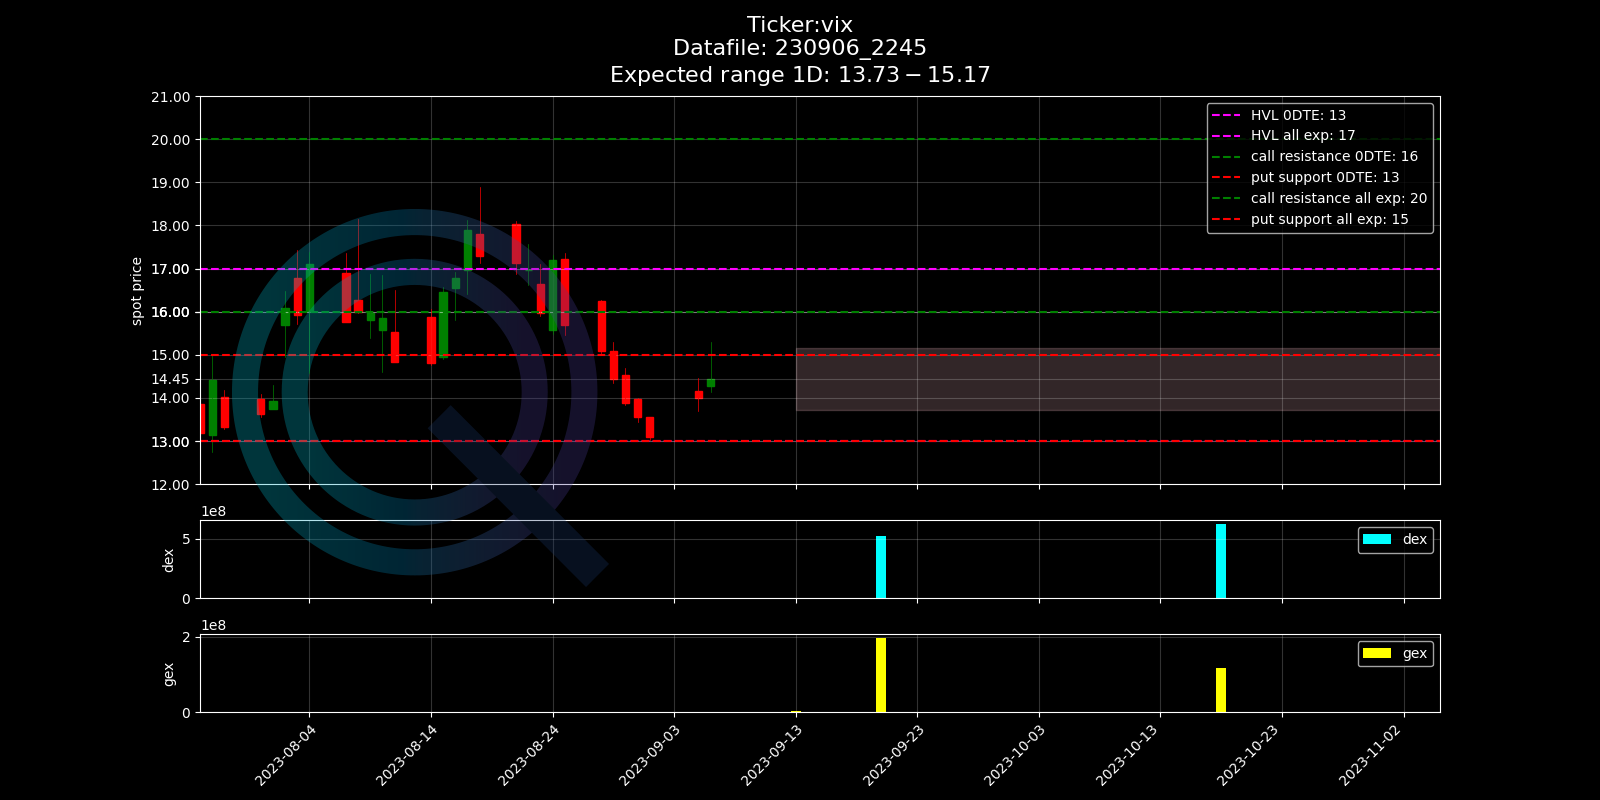 Ticker:vix
Datafile: 230906_2245
Expected range 1D: 13.73 − 15.17
21.00
20.00
19.00
18.00
17.00
16.00
15.00
14.45
14.00
13.00
12.00
spot price
HVL 0DTE: 13
HVL all exp: 17
call resistance 0DTE: 16
put support 0DTE: 13
call resistance all exp: 20
put support all exp: 15
1e8
5
0
dex
dex
1e8
2
0
gex
gex
2023-08-04
2023-08-14
2023-08-24
2023-09-03
2023-09-13
2023-09-23
2023-10-03
2023-10-13
2023-10-23
2023-11-02